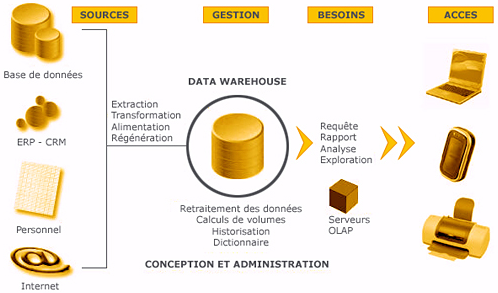 SOURCES
GESTION
BESOINS
ACCES
Base de données
ERP - CRM
Personnel
Internet
Extraction
Transformation
Alimentation
Régénération
DATA WAREHOUSE
Retraitement des données
Calculs de volumes
Historisation
Dictionnaire
CONCEPTION ET ADMINISTRATION
Requête
Rapport
Analyse
Exploration
Serveurs
OLAP